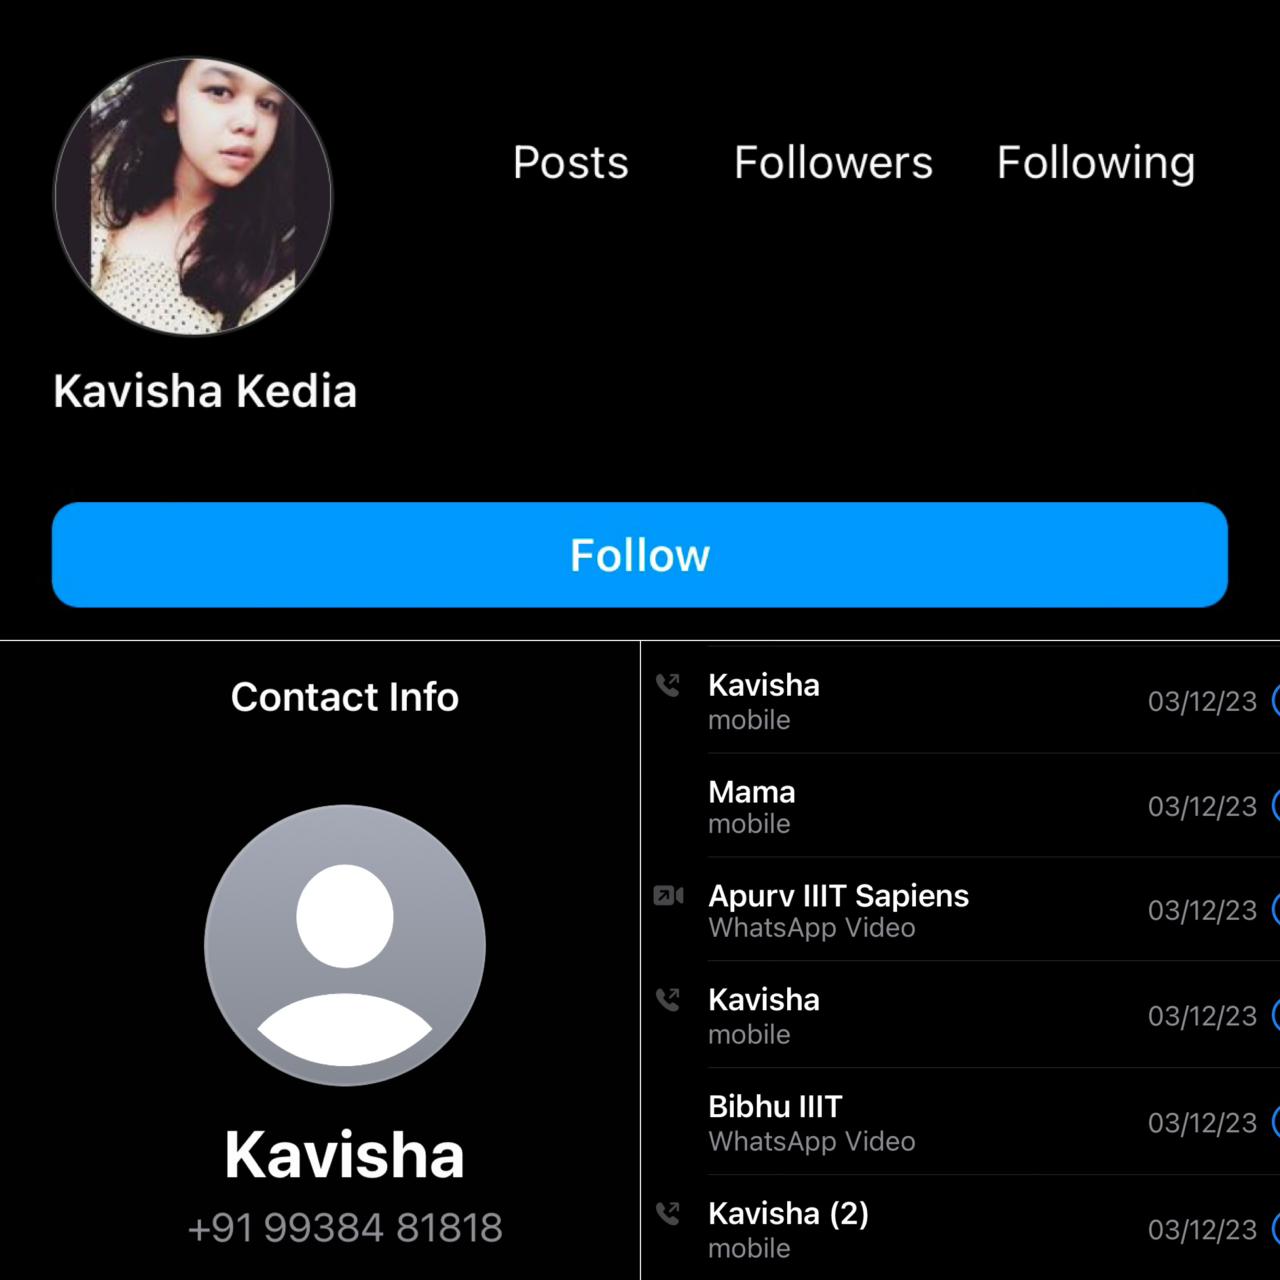 Posts Followers Following
Kavisha Kedia
Follow
Contact Info
Kavisha
+91 99384 81818
Kavisha
mobile
03/12/23
Mama
mobile
03/12/23
Apurv IIIT Sapiens
WhatsApp Video
03/12/23
Kavisha
mobile
03/12/23
Bibhu IIIT
WhatsApp Video
03/12/23
Kavisha (2)
mobile
03/12/23